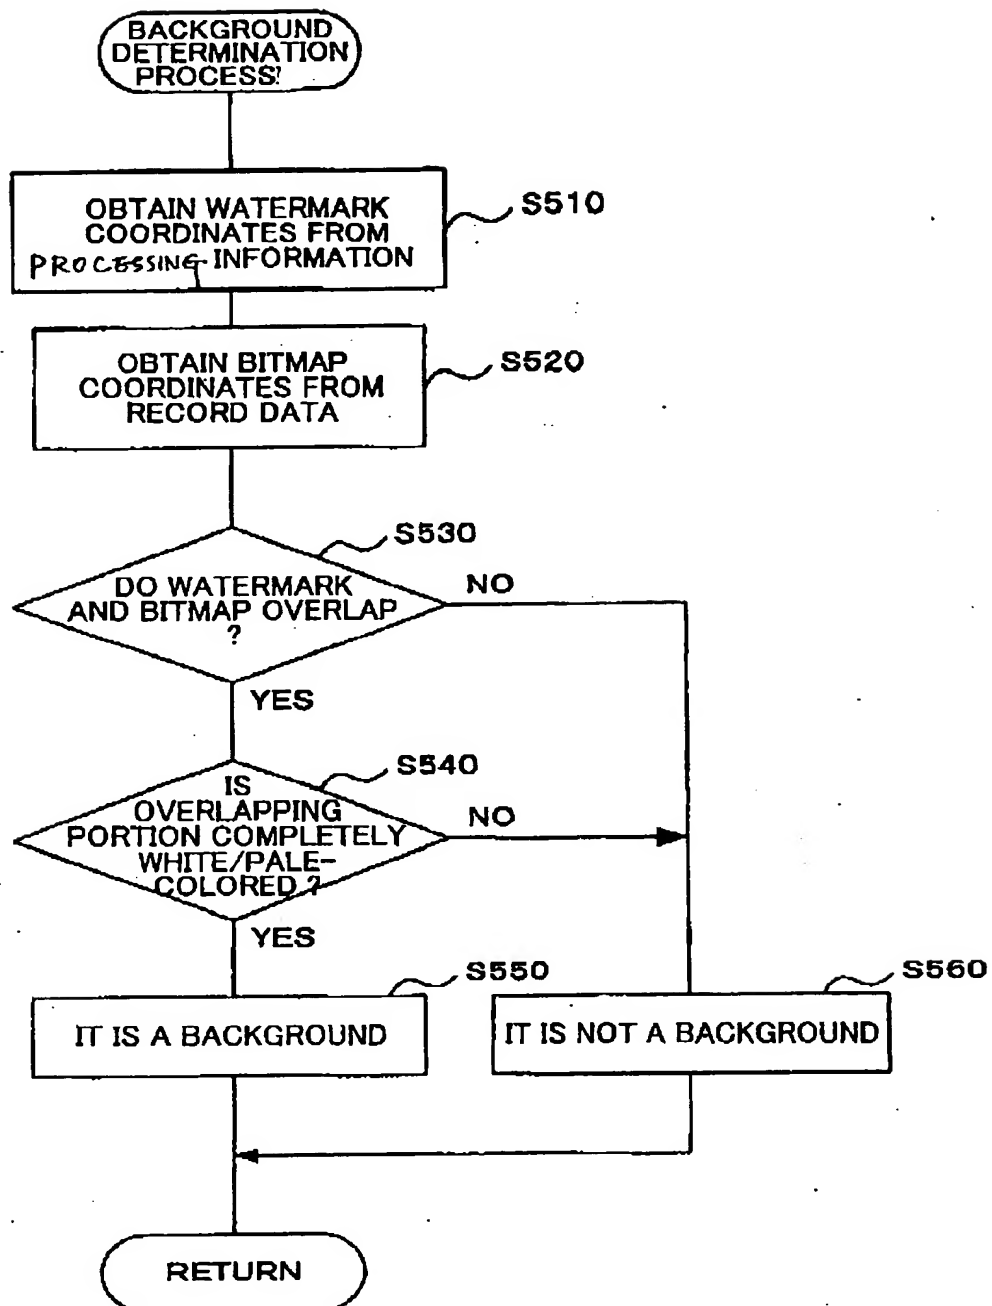 BACKGROUND
DETERMINATION
PROCESS?
OBTAIN WATERMARK
COORDINATES FROM
PROCESSING INFORMATION
S510
OBTAIN BITMAP
COORDINATES FROM
RECORD DATA
S520
S530
DO WATERMARK
AND BITMAP OVERLAP
?
NO
YES
S540
IS
OVERLAPPING
PORTION COMPLETELY
WHITE/PALE-
COLORED ?
NO
YES
S550
IT IS A BACKGROUND
S560
IT IS NOT A BACKGROUND
RETURN